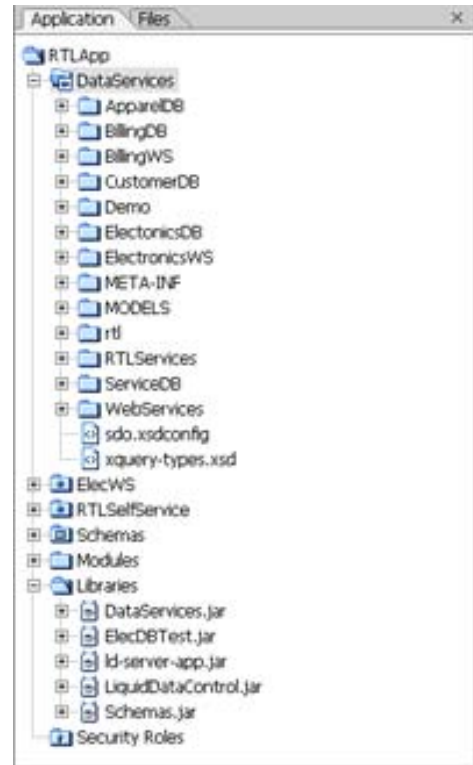 Application Files
RTLApp
DataServices
ApparelDB
BillingDB
BillingWS
CustomerDB
Demo
ElectonicsDB
ElectronicsWS
META-INF
MODELS
rtl
RTLServices
ServiceDB
WebServices
sdo.xsdconfig
xquery-types.xsd
ElecWS
RTLSelfService
Schemas
Modules
Libraries
DataServices.jar
ElecDBTest.jar
ld-server-app.jar
LiquidDataControl.jar
Schemas.jar
Security Roles